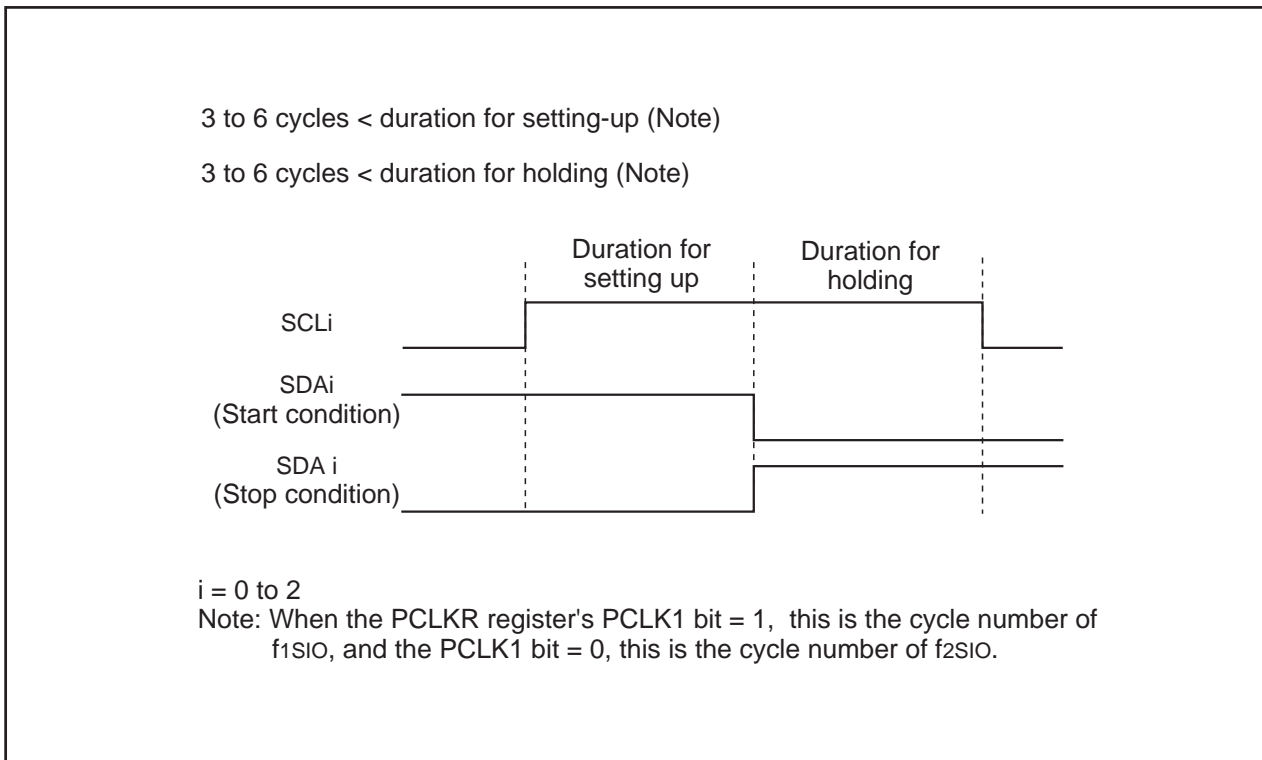 3 to 6 cycles < duration for setting-up (Note)
3 to 6 cycles < duration for holding (Note)
Duration for
setting up
Duration for
holding
SCLi
SDAi
(Start condition)
SDA i
(Stop condition)
i = 0 to 2
Note: When the PCLKR register's PCLK1 bit = 1, this is the cycle number of
f1SIO, and the PCLK1 bit = 0, this is the cycle number of f2SIO.